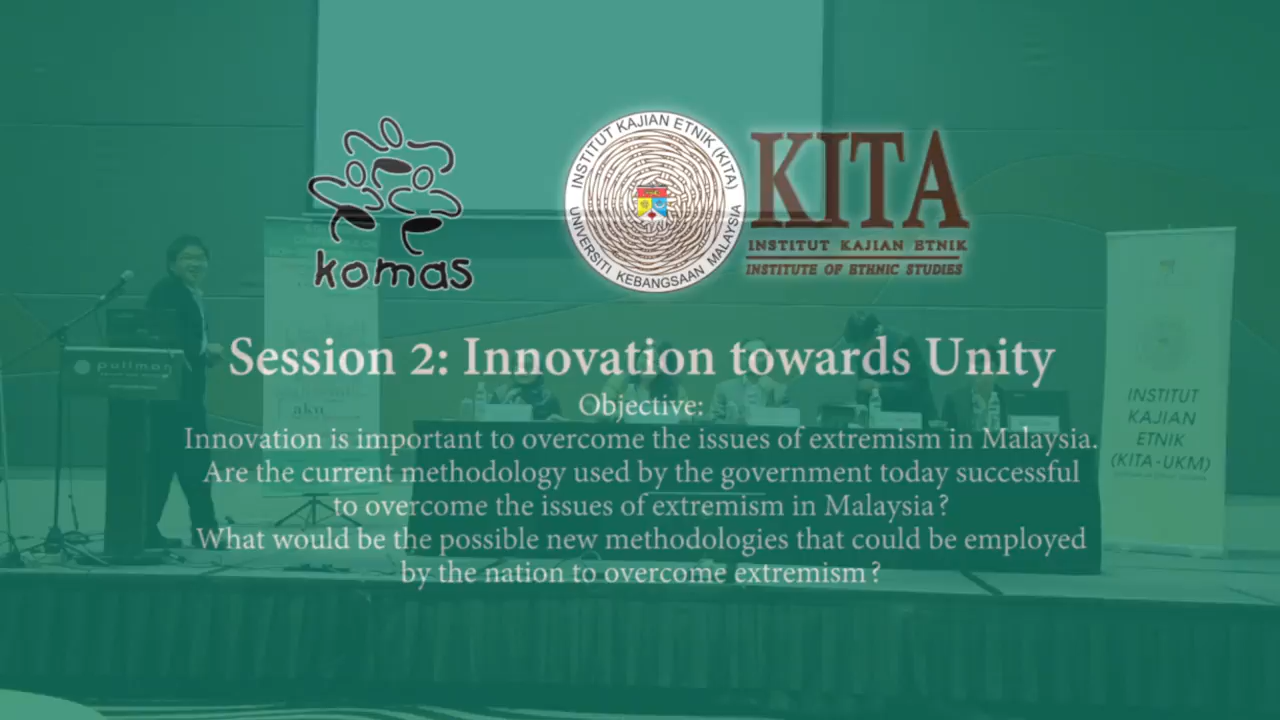 komas
INSTITUT KAJIAN ETNIK (KITA)
UNIVERSITI KEBANGSAAN MALAYSIA
KITA
INSTITUT KAJIAN ETNIK
INSTITUTE OF ETHNIC STUDIES
Session 2: Innovation towards Unity
Objective:
Innovation is important to overcome the issues of extremism in Malaysia.
Are the current methodology used by the government today successful
to overcome the issues of extremism in Malaysia?
What would be the possible new methodologies that could be employed
by the nation to overcome extremism?
pullman
aku
INSTITUT
KAJIAN
ETNIK
(KITA-UKM)